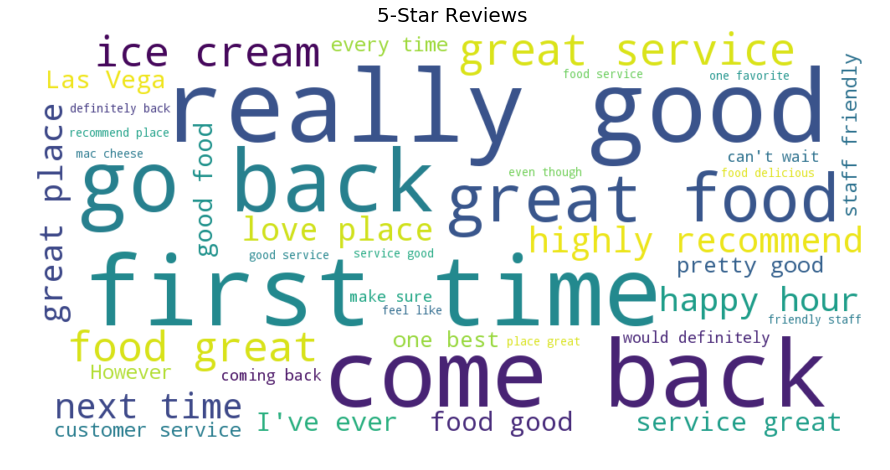 5-Star Reviews
ice cream
every time
great service
Las Vega
food service
one favorite
definitely back
really good
recommend place
mac cheese
great place
good food
go back
staff friendly
can't wait
even though
food delicious
great food
love place
highly recommend
good service
service good
pretty good
first time
make sure
feel like
happy hour
friendly staff
food great
one best
place great
would definitely
However
coming back
come back
next time
I've ever
food good
service great
customer service